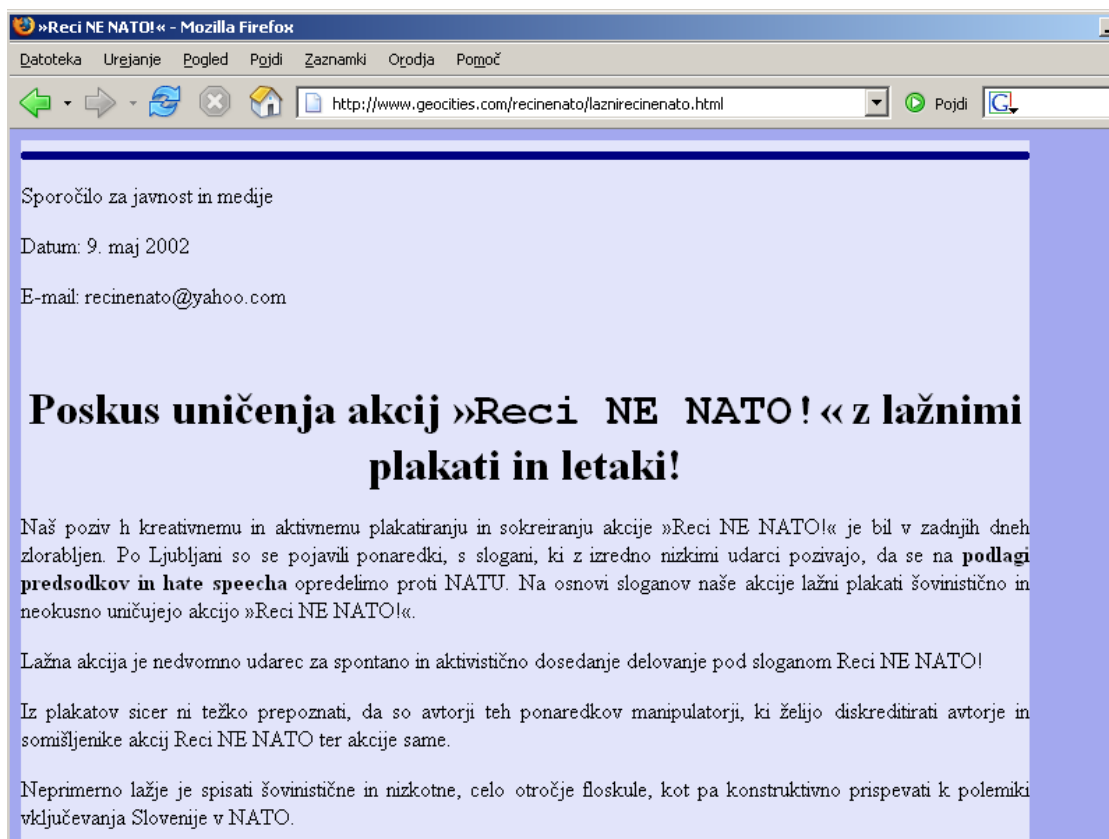 »Reci NE NATO!« - Mozilla Firefox
Datoteka Urejanje Pogled Pojdi Zaznamki Orodja Pomoč
http://www.geocities.com/recinenato/laznirecinenato.html Pojdi G
Sporočilo za javnost in medije
Datum: 9. maj 2002
E-mail: recinenato@yahoo.com
Poskus uničenja akcij »Reci NE NATO!« z lažnimi
plakati in letaki!
Naš poziv h kreativnemu in aktivnemu plakatiranju in sokreiranju akcije »Reci NE NATO!« je bil v zadnjih dneh
zlorabljen. Po Ljubljani so se pojavili ponaredki, s slogani, ki z izredno nizkimi udarci pozivajo, da se na podlagi
predsodkov in hate speecha opredelimo proti NATU. Na osnovi sloganov naše akcije lažni plakati šovinistično in
neokusno uničujejo akcijo »Reci NE NATO!«.
Lažna akcija je nedvomno udarec za spontano in aktivistično dosedanje delovanje pod sloganom Reci NE NATO!
Iz plakatov sicer ni težko prepoznati, da so avtorji teh ponaredkov manipulatorji, ki želijo diskreditirati avtorje in
somišljenike akcij Reci NE NATO ter akcije same.
Neprimerno lažje je spisati šovinistične in nizkotne, celo otročje floskule, kot pa konstruktivno prispevati k polemiki
vključevanja Slovenije v NATO.